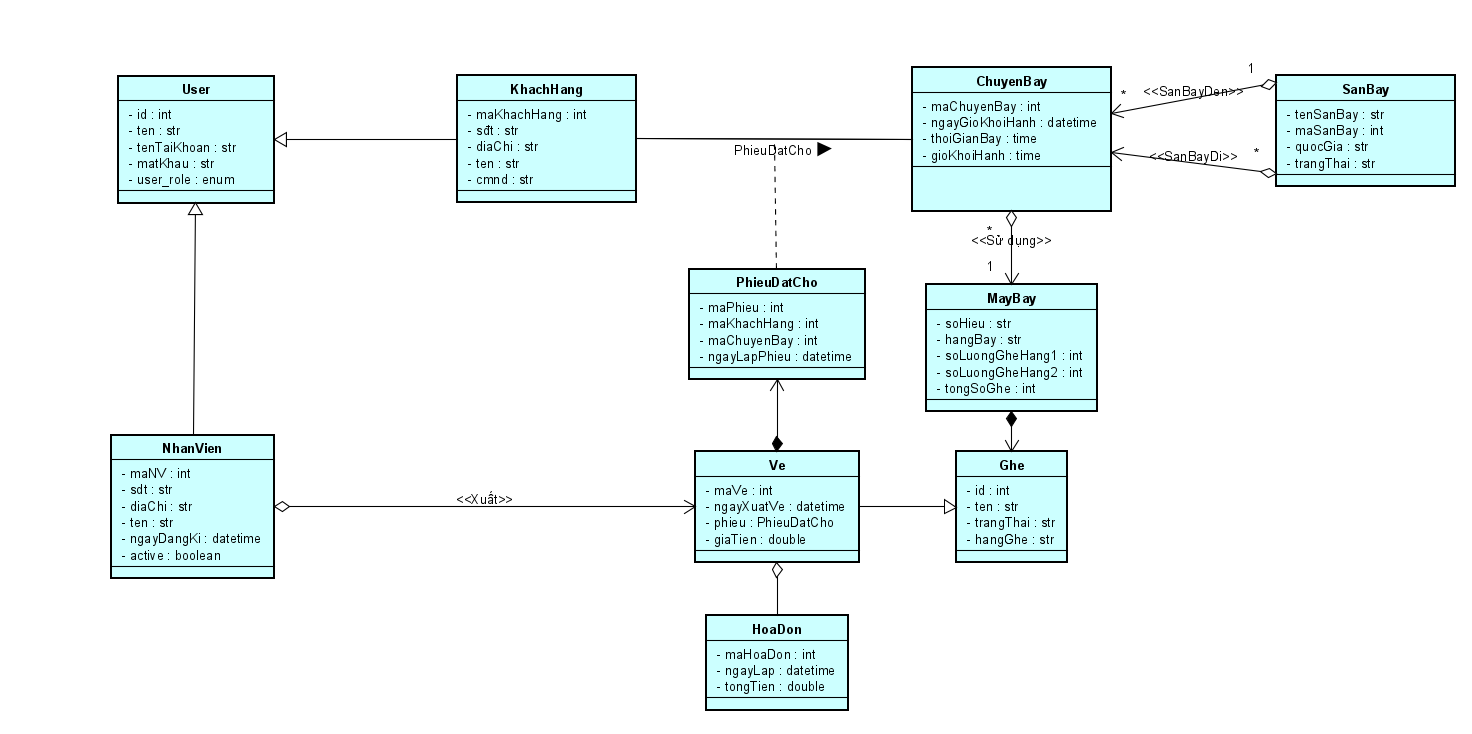 User
- id : int
- ten : str
- tenTaiKhoan : str
- matKhau : str
- user_role : enum
KhachHang
- maKhachHang : int
- sđt : str
- diaChi : str
- ten : str
- cmnd : str
PhieuDatCho
ChuyenBay
- maChuyenBay : int
- ngayGioKhoiHanh : datetime
- thoiGianBay : time
- gioKhoiHanh : time
1
*
<<SanBayDen>>
<<SanBayDi>>
*
SanBay
- tenSanBay : str
- maSanBay : int
- quocGia : str
- trangThai : str
*
<<Sử dụng>>
1
PhieuDatCho
- maPhieu : int
- maKhachHang : int
- maChuyenBay : int
- ngayLapPhieu : datetime
MayBay
- soHieu : str
- hangBay : str
- soLuongGheHang1 : int
- soLuongGheHang2 : int
- tongSoGhe : int
NhanVien
- maNV : int
- sdt : str
- diaChi : str
- ten : str
- ngayDangKi : datetime
- active : boolean
<<Xuất>>
Ve
- maVe : int
- ngayXuatVe : datetime
- phieu : PhieuDatCho
- giaTien : double
Ghe
- id : int
- ten : str
- trangThai : str
- hangGhe : str
HoaDon
- maHoaDon : int
- ngayLap : datetime
- tongTien : double